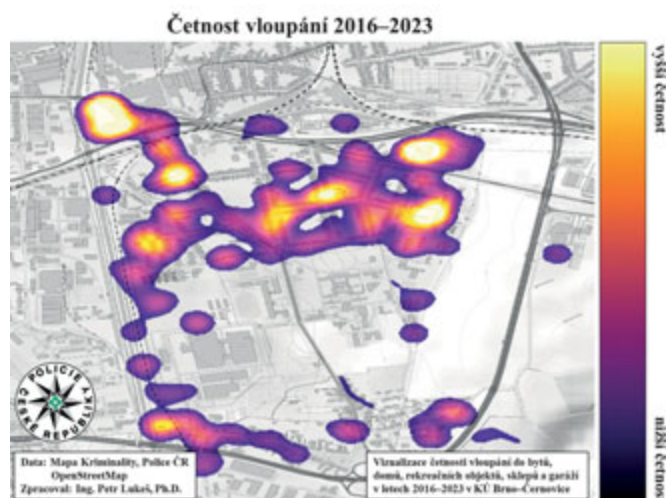 Četnost vloupání 2016–2023
vyšší četnost
nižší četnost
POLICIE
ČESKÉ REPUBLIKY
Data: Mapa Kriminality, Police ČR
OpenStreetMap
Zpracoval: Ing. Petr Lukeš, Ph.D.
Vizualizace četnosti vloupání do bytů,
domů, rekreačních objektů, sklepů a garáží
v letech 2016–2023 v KÚ Brno-Černovice